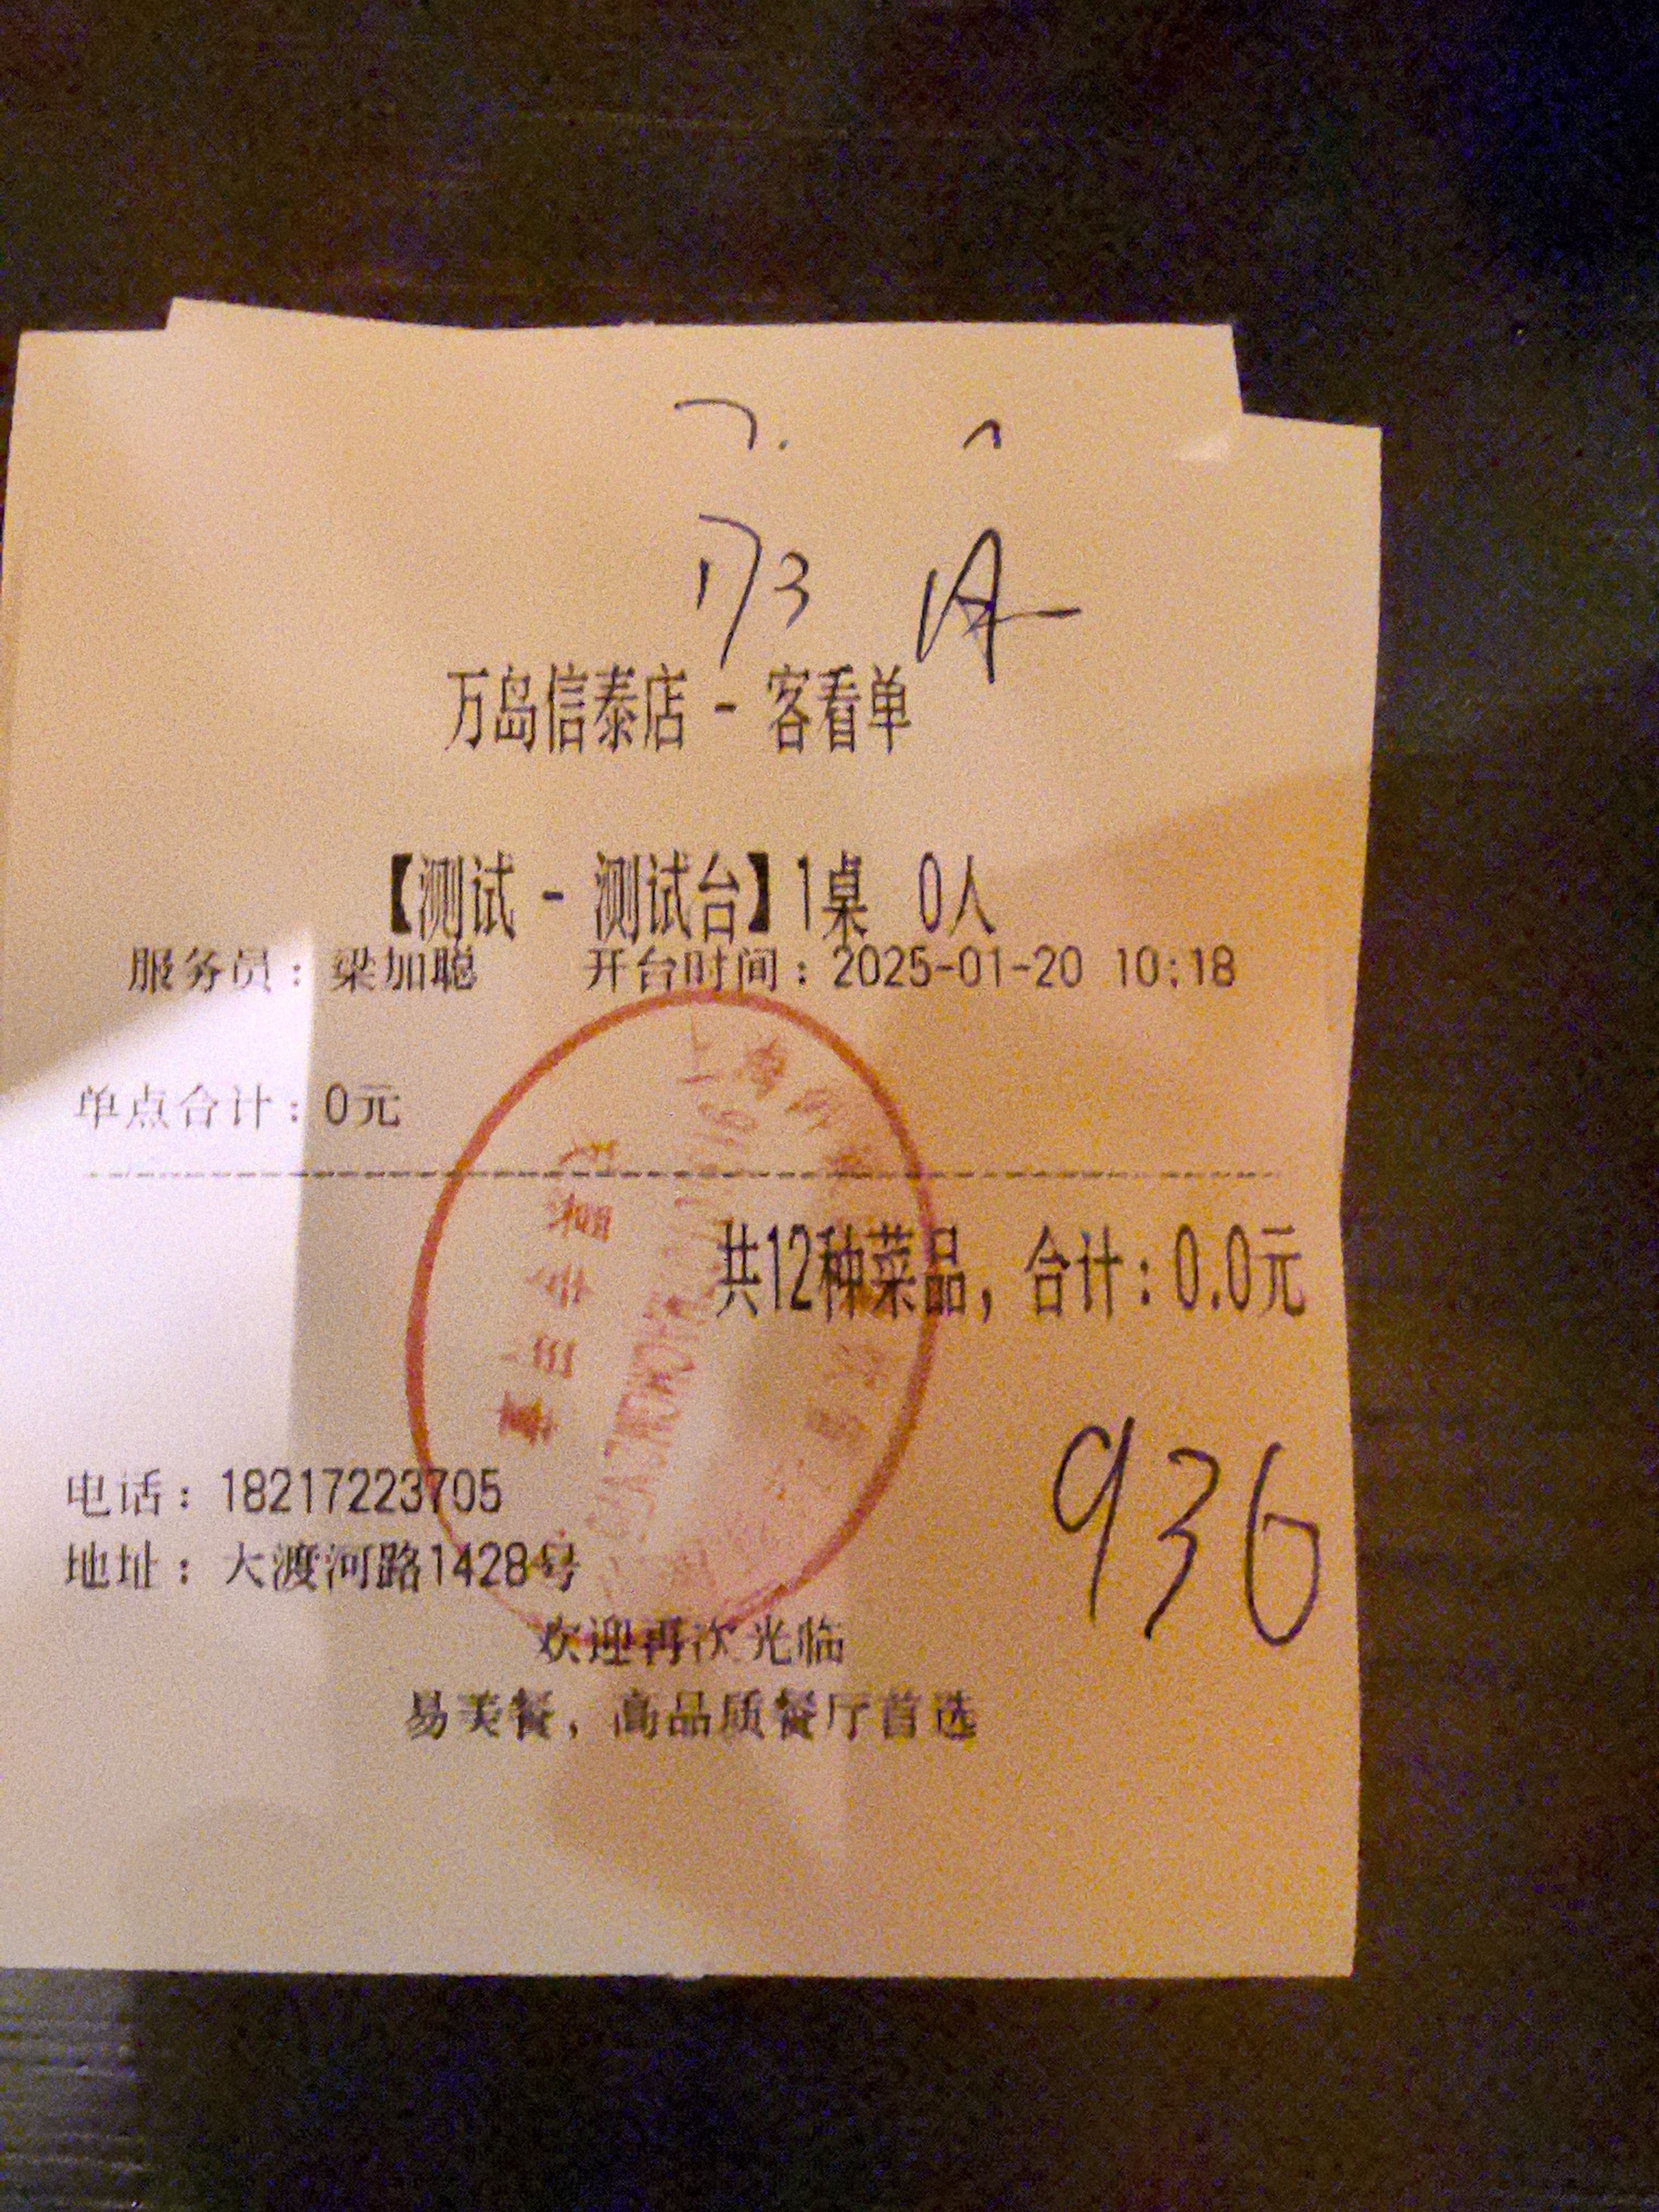 173
万岛信泰店 - 客看单
【测试 - 测试台】1桌 0人
服务员：梁加聪 开台时间：2025-01-20 10:18
单点合计：0元
共12种菜品，合计：0.0元
936
电话：18217223705
地址：大渡河路1428号
欢迎再次光临
易美餐，高品质餐厅首选